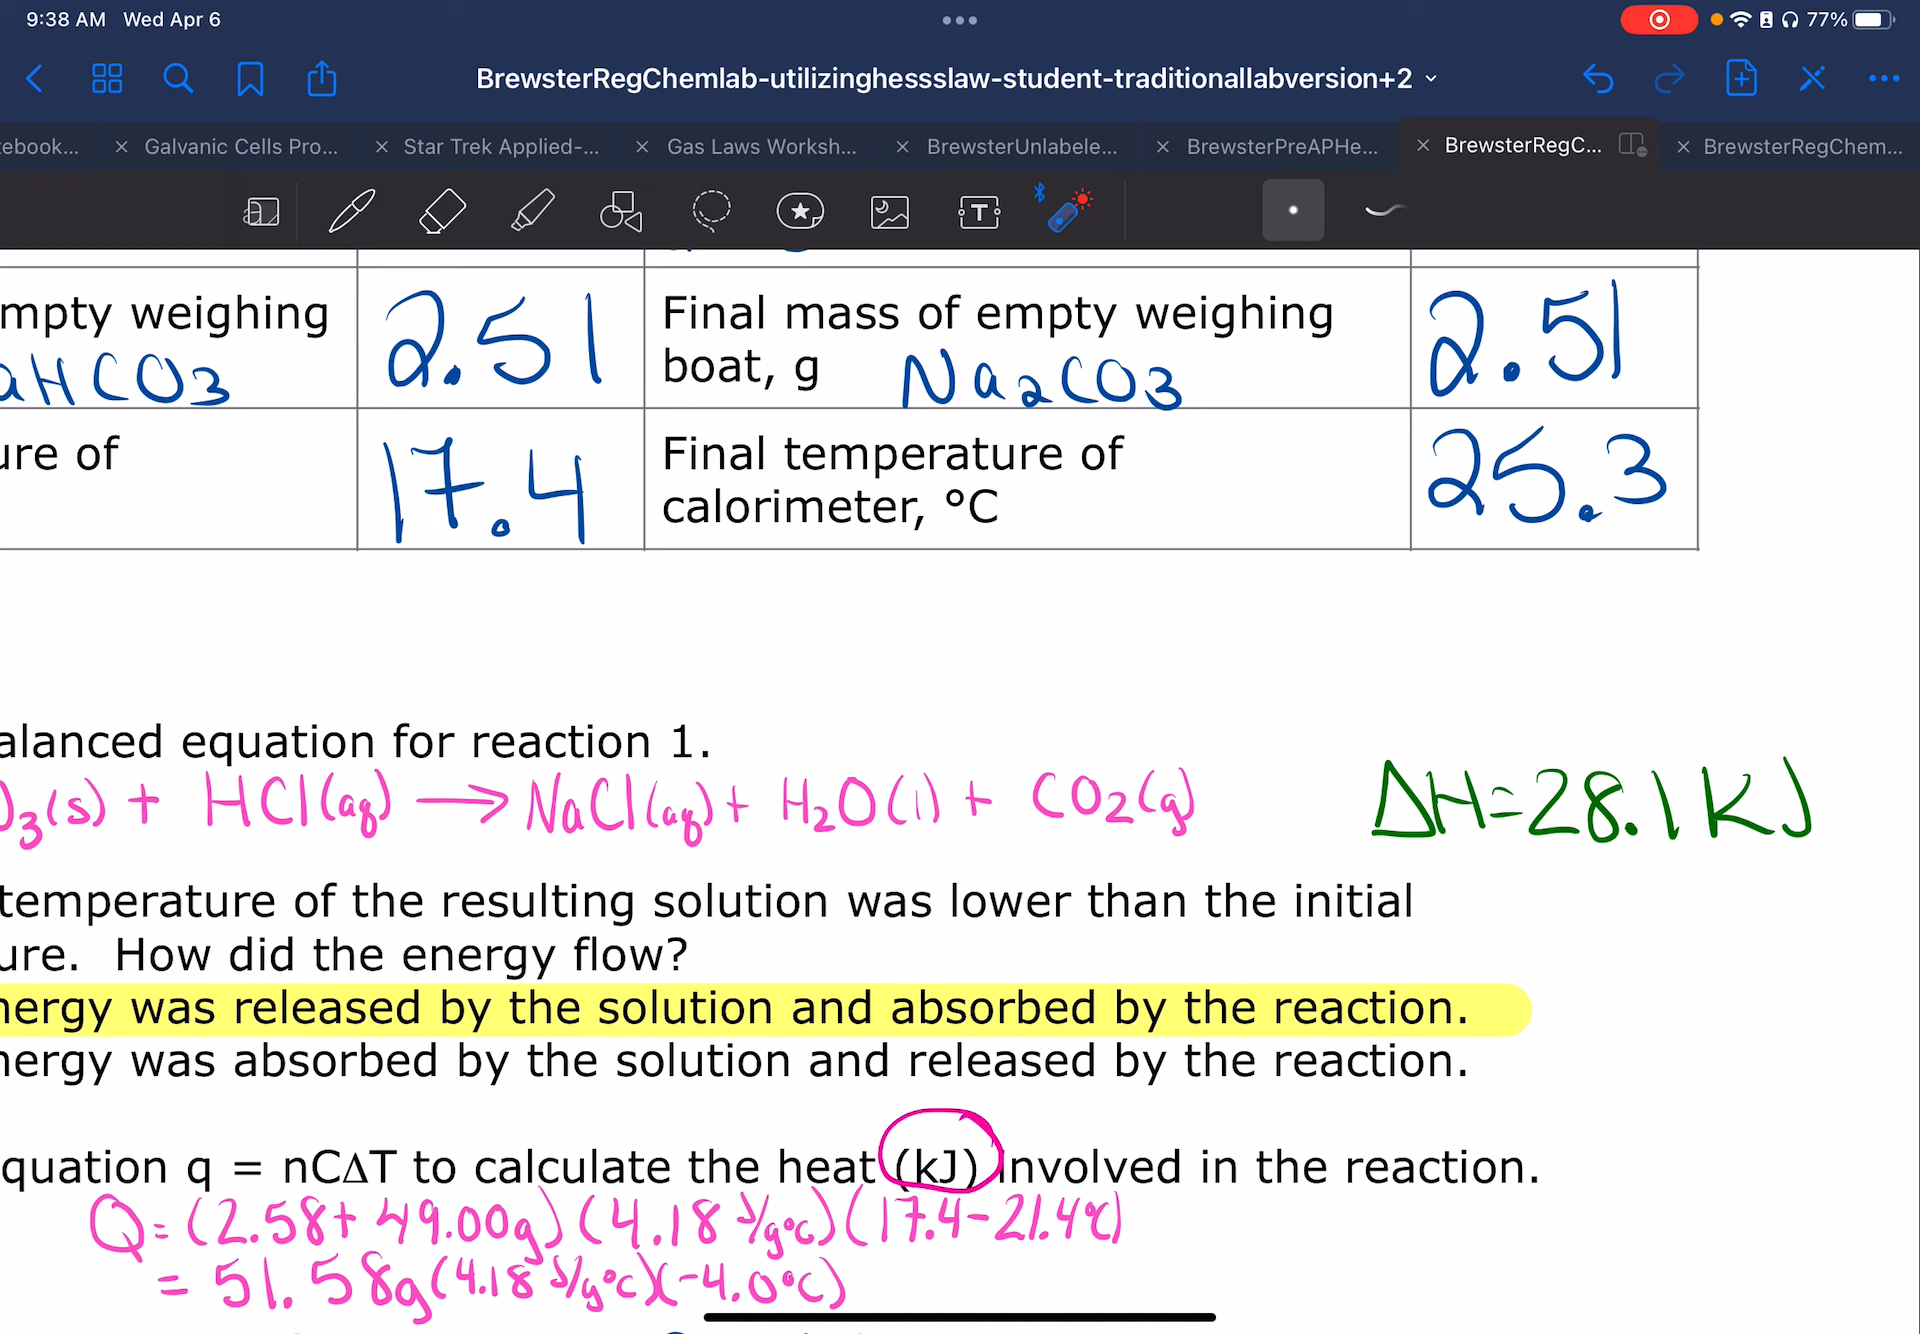 9:38 AM Wed Apr 6
77%
BrewsterRegChemlab-utilizinghessslaw-student-traditionallabversion+2
ebook... × Galvanic Cells Pro... × Star Trek Applied-... × Gas Laws Worksh... × BrewsterUnlabele... × BrewsterPreAPHe... × BrewsterRegC... × BrewsterRegChem...
mpty weighing
aHCO3
2.51
Final mass of empty weighing
boat, g Na2CO3
2.51
ure of
17.4
Final temperature of
calorimeter, °C
25.3
alanced equation for reaction 1.
O₃(s) + HCl(aq) → NaCl(aq) + H₂O(l) + CO₂(g) ΔH=28.1KJ
temperature of the resulting solution was lower than the initial
ure. How did the energy flow?
nergy was released by the solution and absorbed by the reaction.
nergy was absorbed by the solution and released by the reaction.
quation q = nC∆T to calculate the heat (kJ) involved in the reaction.
Q=(2.58+49.00g)(4.18 J/g°C)(17.4-21.4°C)
= 51.58g(4.18 J/g°C)(-4.0°C)